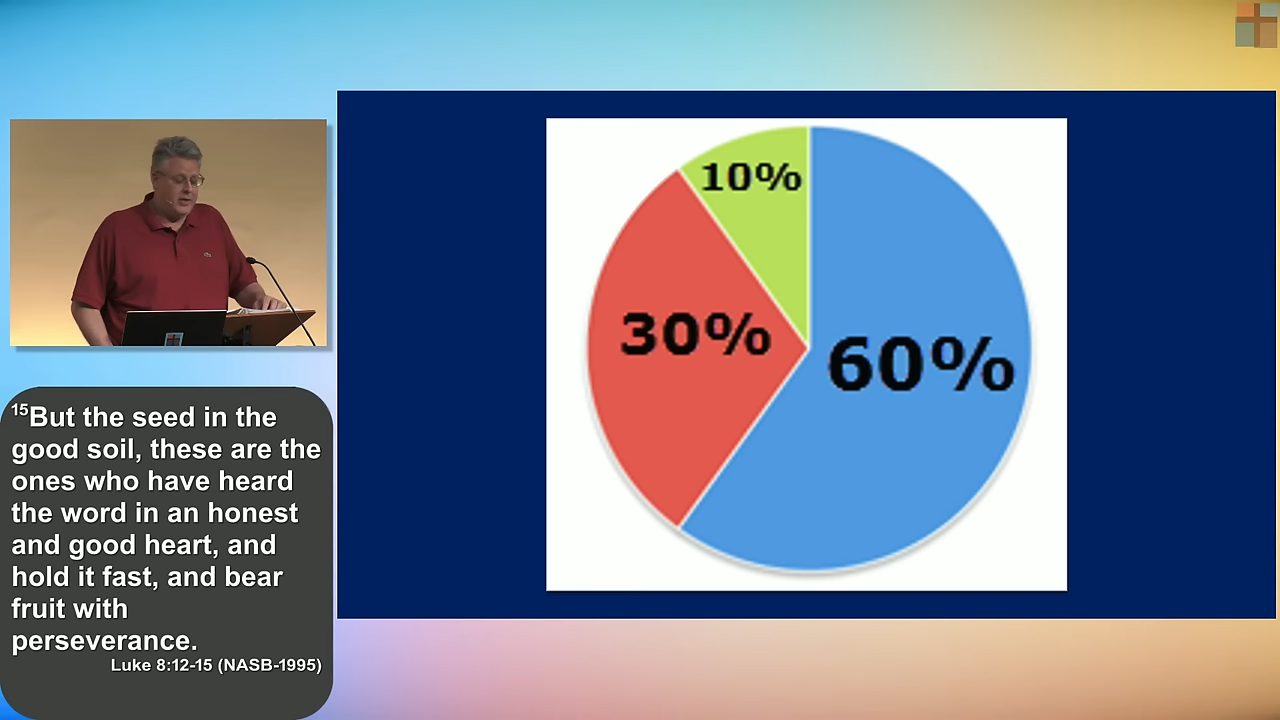 10%
30%
60%
15But the seed in the
good soil, these are the
ones who have heard
the word in an honest
and good heart, and
hold it fast, and bear
fruit with
perseverance.
Luke 8:12-15 (NASB-1995)